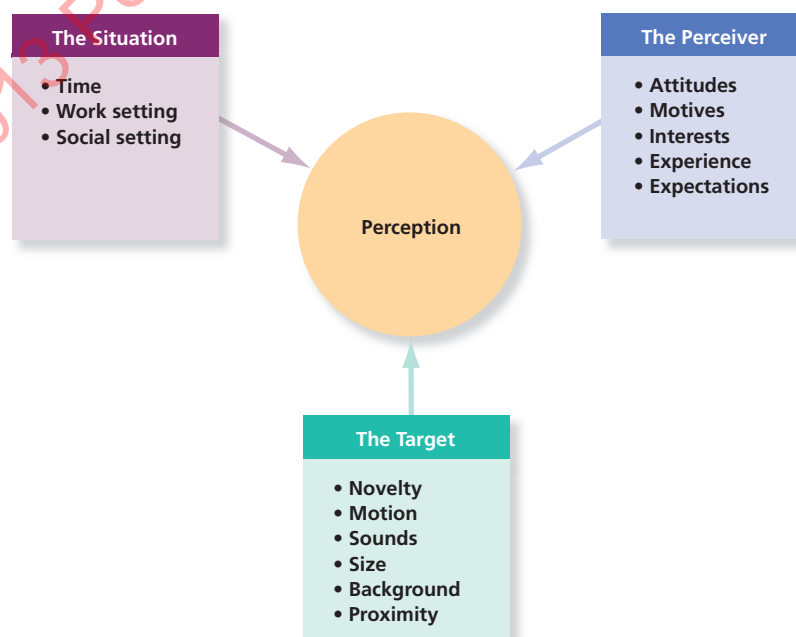 The Situation
• Time
• Work setting
• Social setting
The Perceiver
• Attitudes
• Motives
• Interests
• Experience
• Expectations
Perception
The Target
• Novelty
• Motion
• Sounds
• Size
• Background
• Proximity